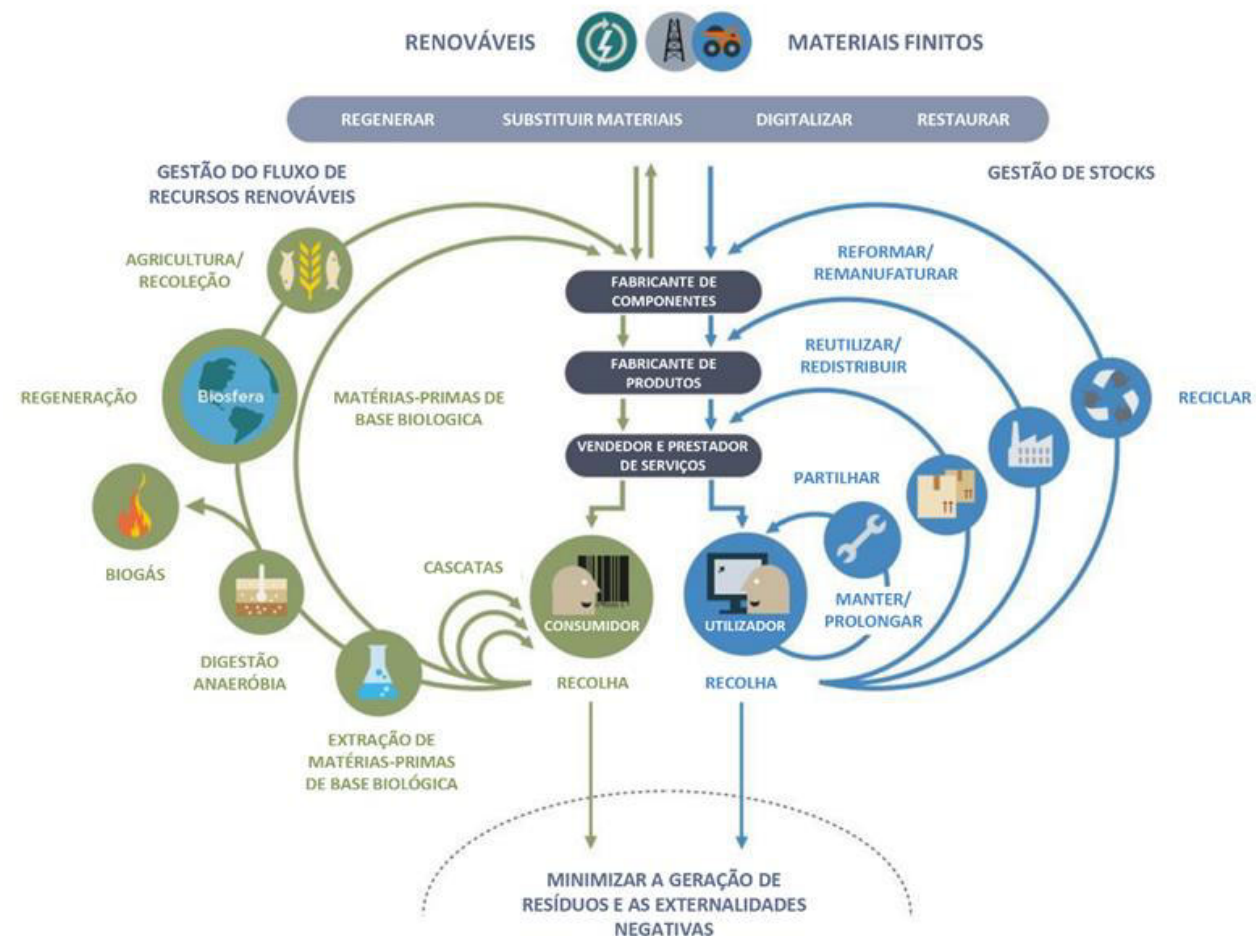 RENOVÁVEIS
MATERIAIS FINITOS
REGENERAR SUBSTITUIR MATERIAIS DIGITALIZAR RESTAURAR
GESTÃO DO FLUXO DE
RECURSOS RENOVÁVEIS
GESTÃO DE STOCKS
AGRICULTURA/
RECOLEÇÃO
REGENERAÇÃO
Biosfera
MATÉRIAS-PRIMAS DE
BASE BIOLOGICA
BIOGÁS
DIGESTÃO
ANAERÓBIA
EXTRAÇÃO DE
MATÉRIAS-PRIMAS
DE BASE BIOLÓGICA
CASCATAS
FABRICANTE DE
COMPONENTES
FABRICANTE DE
PRODUTOS
VENDEDOR E PRESTADOR
DE SERVIÇOS
CONSUMIDOR
UTILIZADOR
RECOLHA
RECOLHA
REFORMAR/
REMANUFATURAR
REUTILIZAR/
REDISTRIBUIR
RECICLAR
PARTILHAR
MANTER/
PROLONGAR
MINIMIZAR A GERAÇÃO DE
RESÍDUOS E AS EXTERNALIDADES
NEGATIVAS